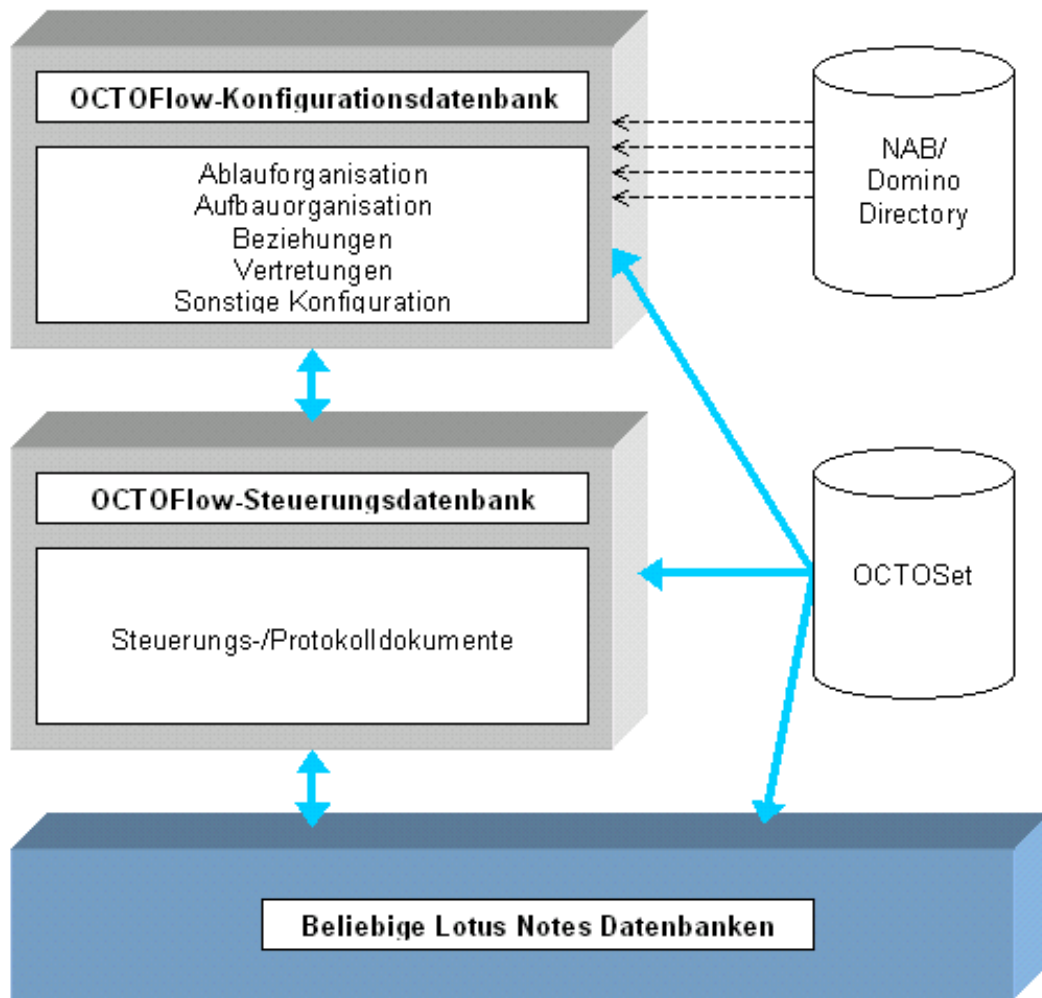 OCTOFlow-Konfigurationsdatenbank
Ablauforganisation
Aufbauorganisation
Beziehungen
Vertretungen
Sonstige Konfiguration
NAB/
Domino
Directory
OCTOFlow-Steuerungsdatenbank
Steuerungs-/Protokolldokumente
OCTOSet
Beliebige Lotus Notes Datenbanken